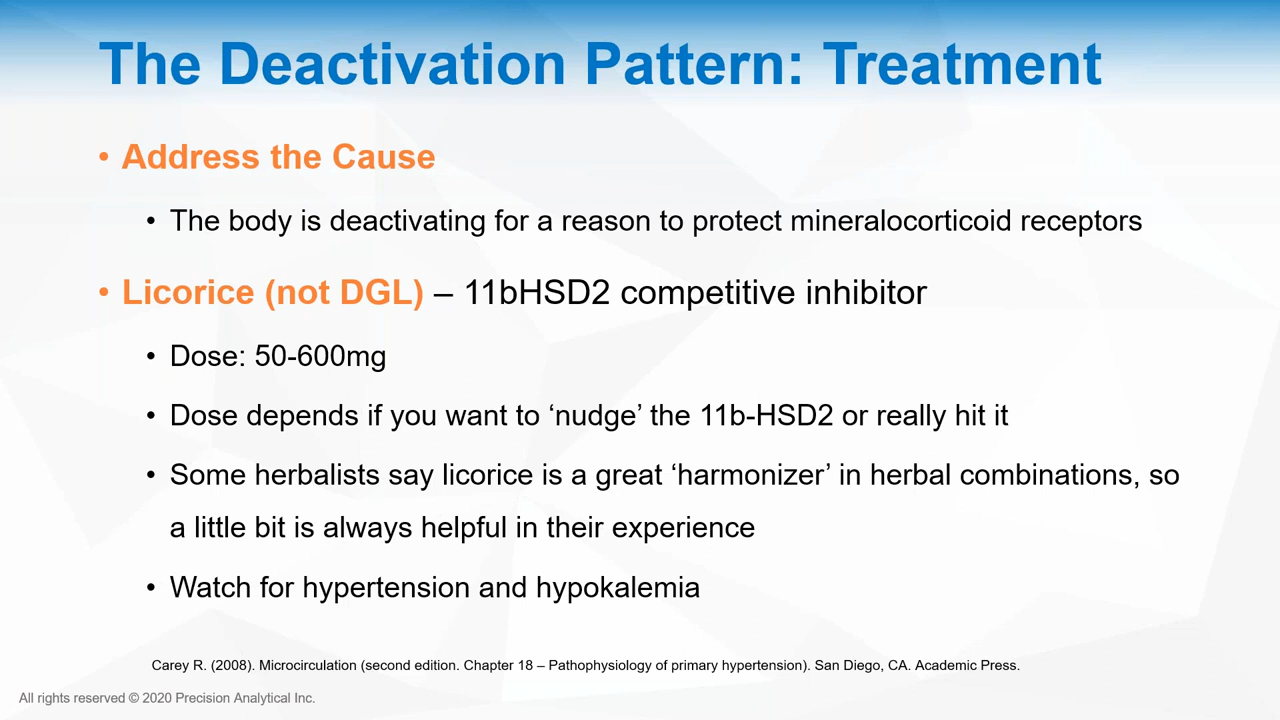 The Deactivation Pattern: Treatment
• Address the Cause
• The body is deactivating for a reason to protect mineralocorticoid receptors
• Licorice (not DGL) – 11bHSD2 competitive inhibitor
• Dose: 50-600mg
• Dose depends if you want to ‘nudge’ the 11b-HSD2 or really hit it
• Some herbalists say licorice is a great ‘harmonizer’ in herbal combinations, so
a little bit is always helpful in their experience
• Watch for hypertension and hypokalemia
Carey R. (2008). Microcirculation (second edition. Chapter 18 – Pathophysiology of primary hypertension). San Diego, CA. Academic Press.
All rights reserved © 2020 Precision Analytical Inc.